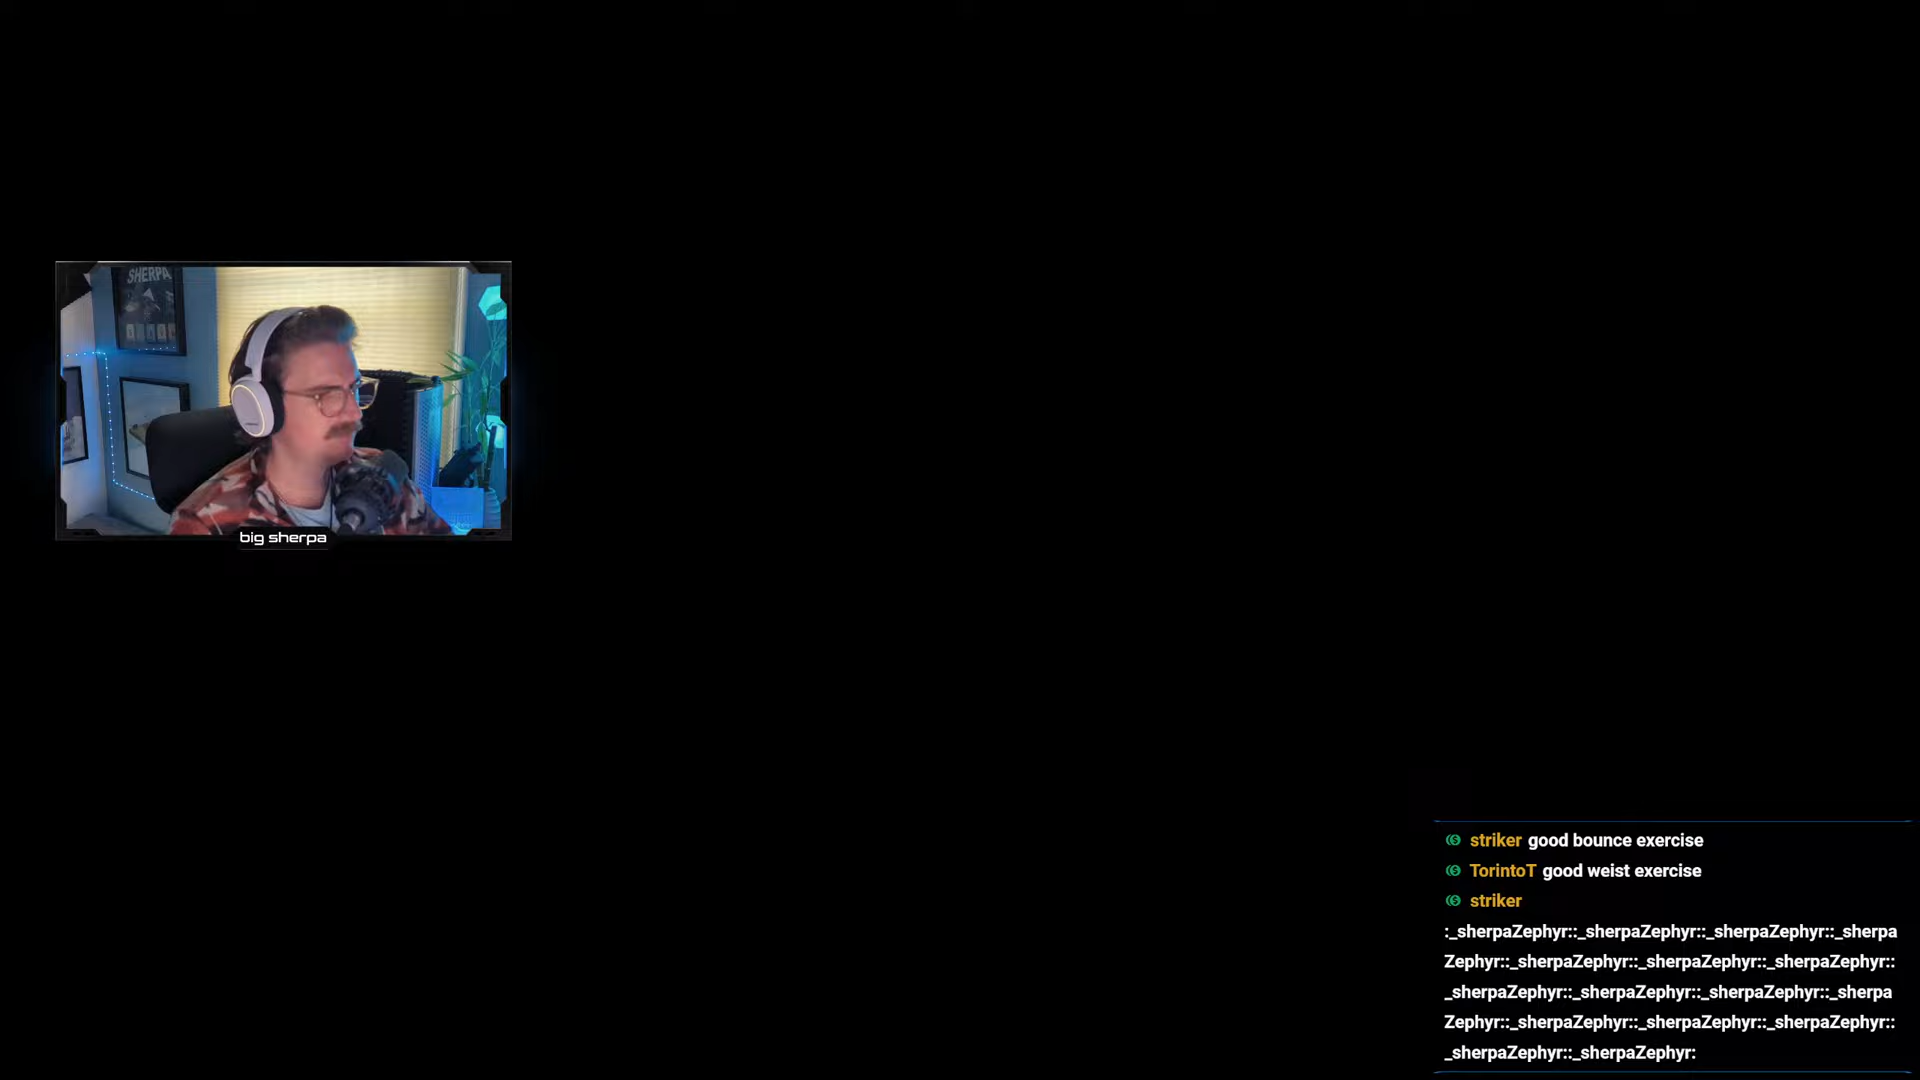 SHERPA
big sherpa
striker good bounce exercise
TorintoT good weist exercise
striker
:_sherpaZephyr::_sherpaZephyr::_sherpaZephyr::_sherpa
Zephyr::_sherpaZephyr::_sherpaZephyr::_sherpaZephyr::
_sherpaZephyr::_sherpaZephyr::_sherpaZephyr::_sherpa
Zephyr::_sherpaZephyr::_sherpaZephyr::_sherpaZephyr::
_sherpaZephyr::_sherpaZephyr: